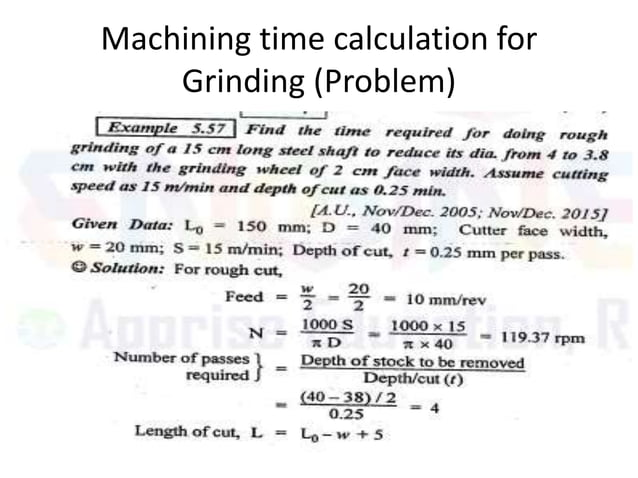 Machining time calculation for
Grinding (Problem)
Example 5.57 Find the time required for doing rough
grinding of a 15 cm long steel shaft to reduce its dia. from 4 to 3.8
cm with the grinding wheel of 2 cm face width. Assume cutting
speed as 15 m/min and depth of cut as 0.25 mm.
[A.U., Nov/Dec. 2005; Nov/Dec. 2015]
Given Data: L₀ = 150 mm; D = 40 mm; Cutter face width,
w = 20 mm; S = 15 m/min; Depth of cut, t = 0.25 mm per pass.
☺ Solution: For rough cut,
Feed = w/2 = 20/2 = 10 mm/rev
N = 1000 S / π D = 1000 × 15 / π × 40 = 119.37 rpm
Number of passes required } = Depth of stock to be removed / Depth/cut (t)
= (40 – 38) / 2 / 0.25 = 4
Length of cut, L = L₀ – w + 5
Apprise Education, R